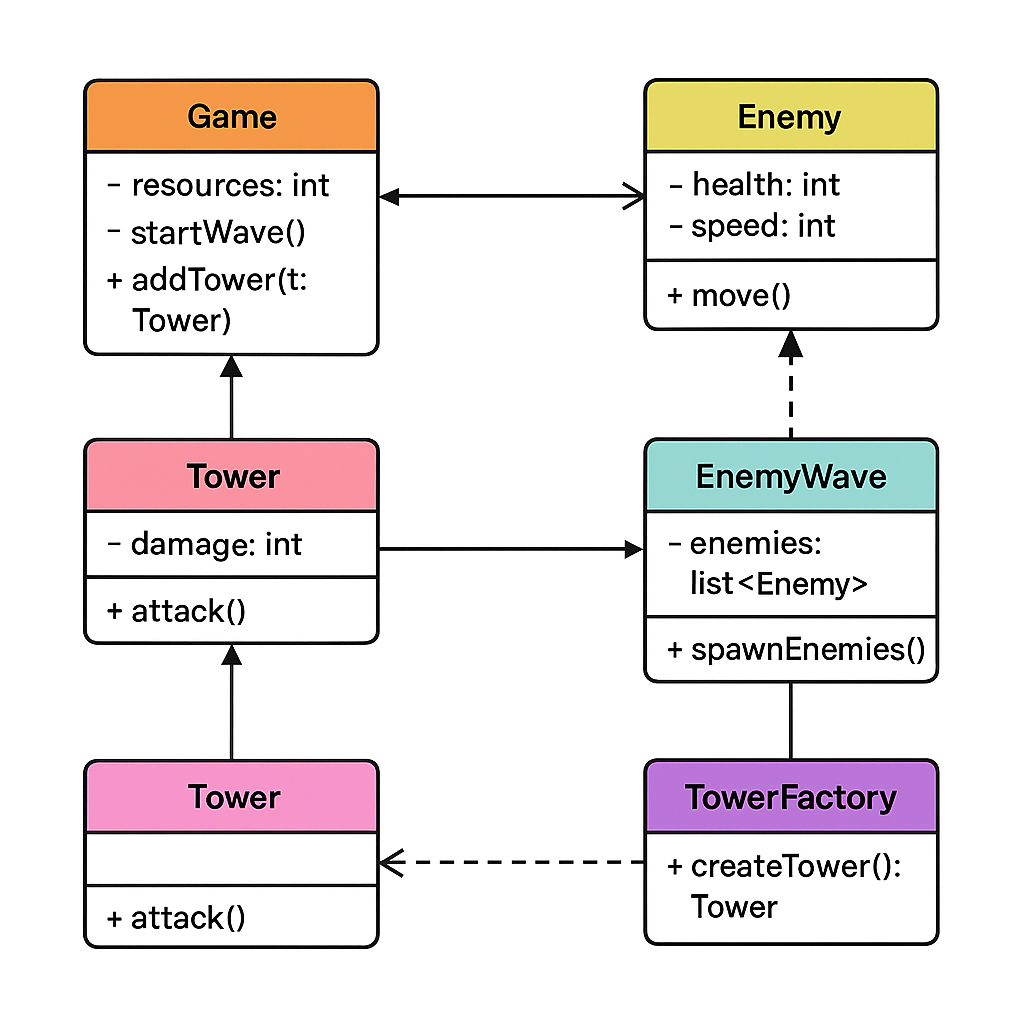 Game
- resources: int
- startWave()
+ addTower(t:
Tower)
Enemy
- health: int
- speed: int
+ move()
Tower
- damage: int
+ attack()
EnemyWave
- enemies:
list<Enemy>
+ spawnEnemies()
Tower
+ attack()
TowerFactory
+ createTower():
Tower